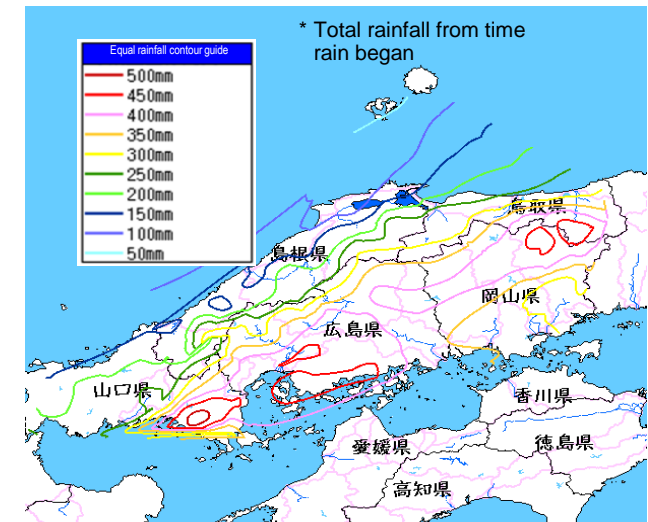 * Total rainfall from time
rain began
Equal rainfall contour guide
500mm
450mm
400mm
350mm
300mm
250mm
200mm
150mm
100mm
50mm
鳥取県
島根県
岡山県
広島県
山口県
香川県
愛媛県
徳島県
高知県